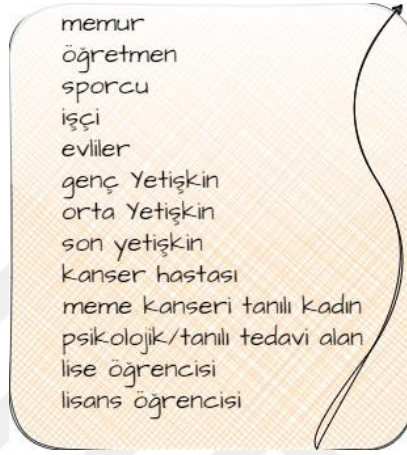 memur
öğretmen
sporcu
işçi
evliler
genç Yetişkin
orta Yetişkin
son yetişkin
kanser hastası
meme kanseri tanılı kadın
psikolojik/tanılı tedavi alan
lise öğrencisi
lisans öğrencisi